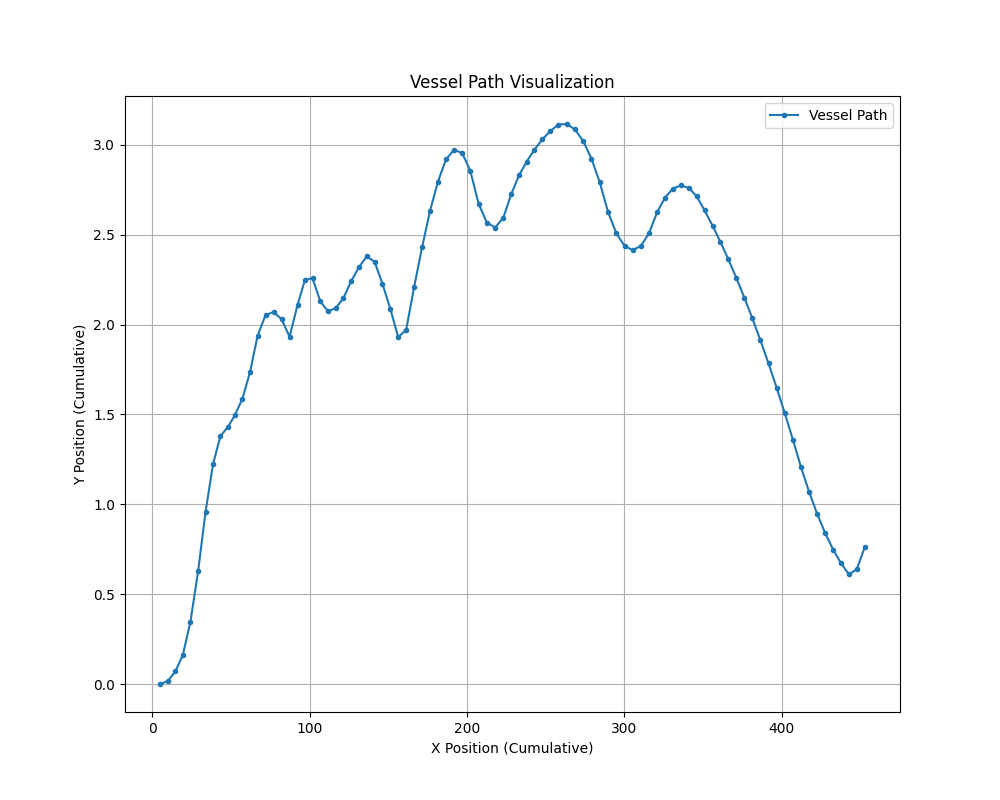 Vessel Path Visualization
Vessel Path
3.0
2.5
2.0
1.5
1.0
0.5
0.0
Y Position (Cumulative)
0 100 200 300 400
X Position (Cumulative)